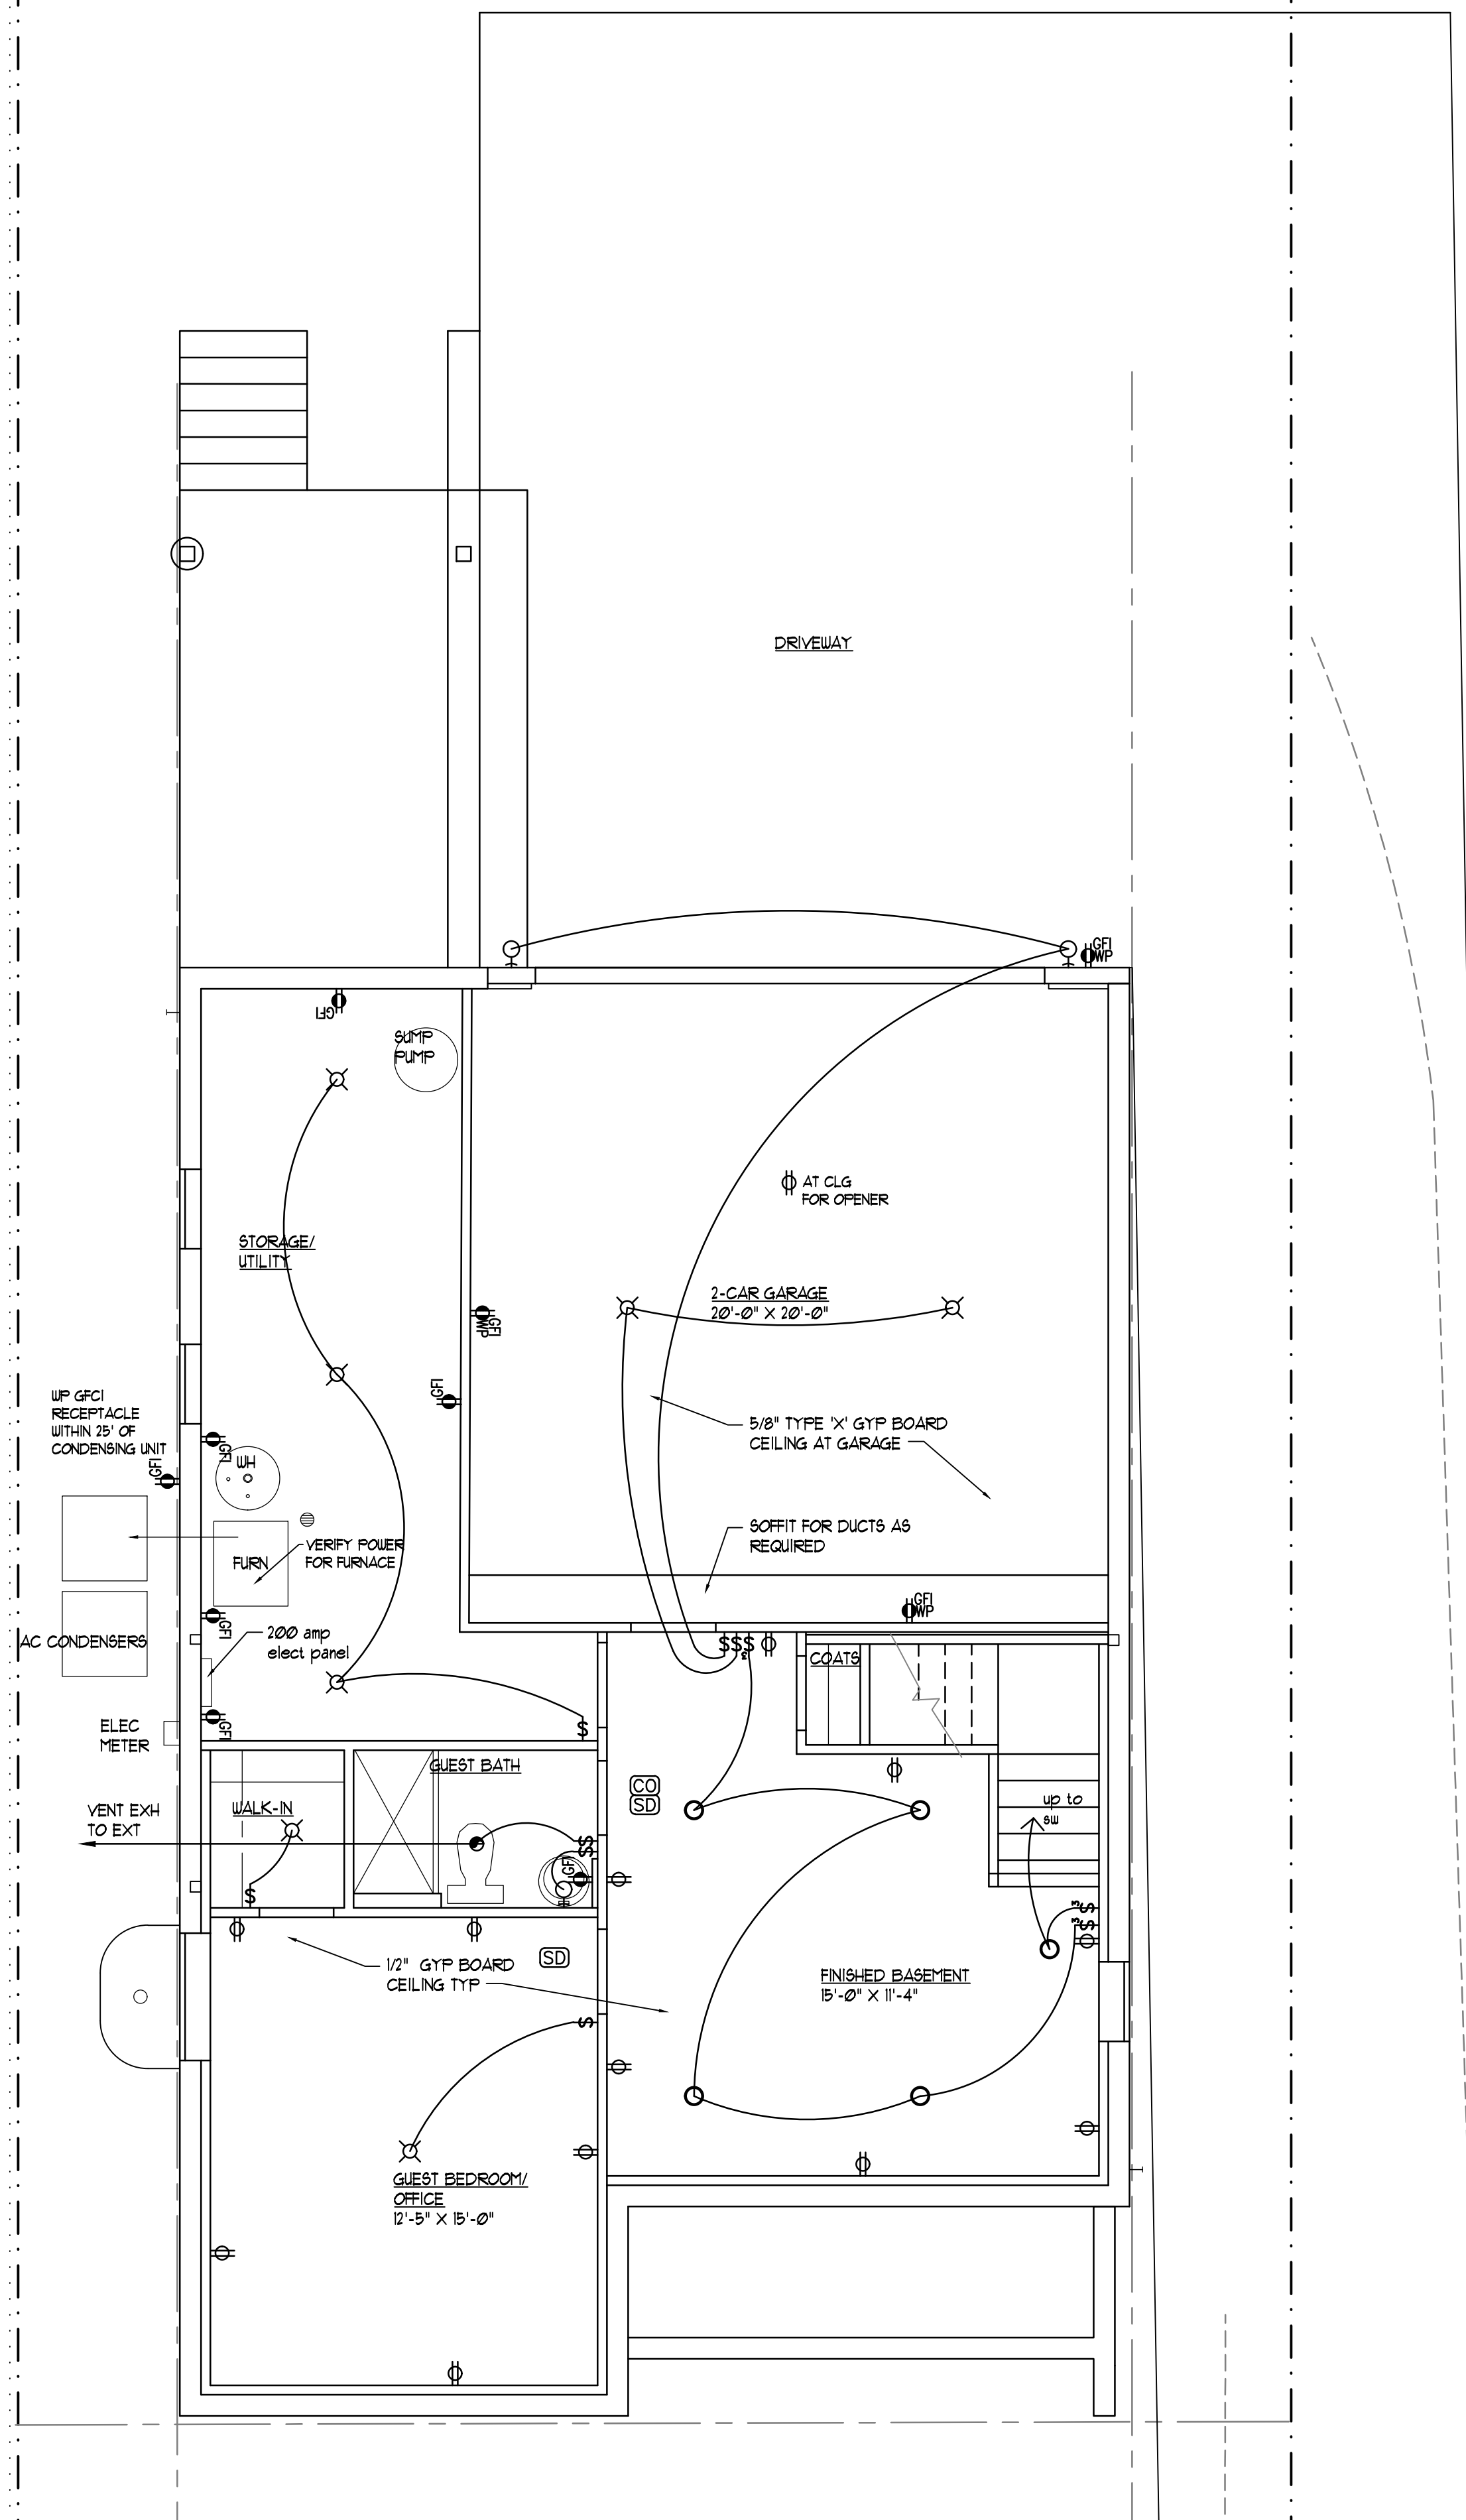 DRIVEWAY
GFI
WP
GFI
SUMP
PUMP
AT CLG
FOR OPENER
STORAGE/
UTILITY
2-CAR GARAGE
20'-0" X 20'-0"
GFI
WP
GFI
WP GFCI
RECEPTACLE
WITHIN 25' OF
CONDENSING UNIT
GFI
GFI
WH
5/8" TYPE 'X' GYP BOARD
CEILING AT GARAGE
SOFFIT FOR DUCTS AS
REQUIRED
FURN
VERIFY POWER
FOR FURNACE
GFI
WP
GFI
AC CONDENSERS
200 amp
elect panel
$ $ $
2
COATS
ELEC
METER
GFI
$
GUEST BATH
CO
SD
VENT EXH
TO EXT
WALK-IN
up to
sw
$
$
GFI
$
3
$
3
$
SD
1/2" GYP BOARD
CEILING TYP
FINISHED BASEMENT
15'-0" X 11'-4"
$
GUEST BEDROOM/
OFFICE
12'-5" X 15'-0"